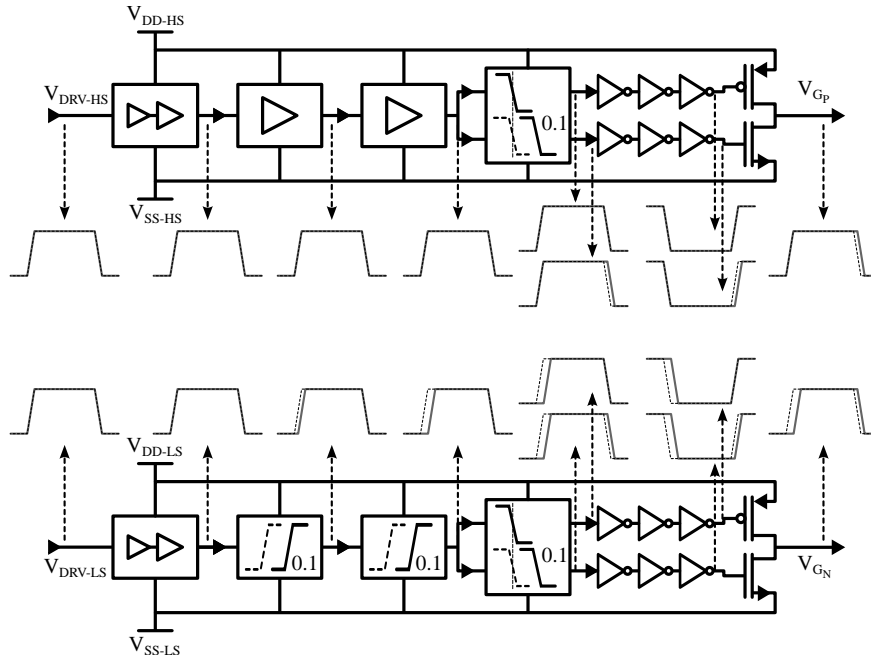 V_DD-HS
V_DRV-HS
0.1
V_GP
V_SS-HS
V_DD-LS
0.1
0.1
0.1
V_DRV-LS
V_GN
V_SS-LS